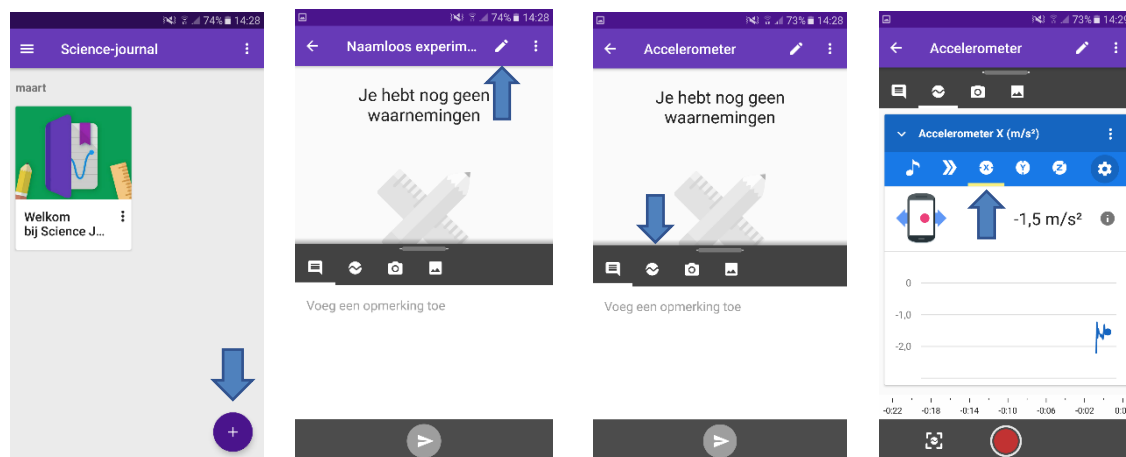 74% 14:28
Science-journal
maart
Welkom
bij Science J...
74% 14:28
Naamloos experim...
Je hebt nog geen
waarnemingen
Voeg een opmerking toe
73% 14:28
Accelerometer
Je hebt nog geen
waarnemingen
Voeg een opmerking toe
73% 14:29
Accelerometer
Accelerometer X (m/s²)
X Y Z
-1,5 m/s²
0
-1,0
-2,0
-0:22 -0:18 -0:14 -0:10 -0:06 -0:02